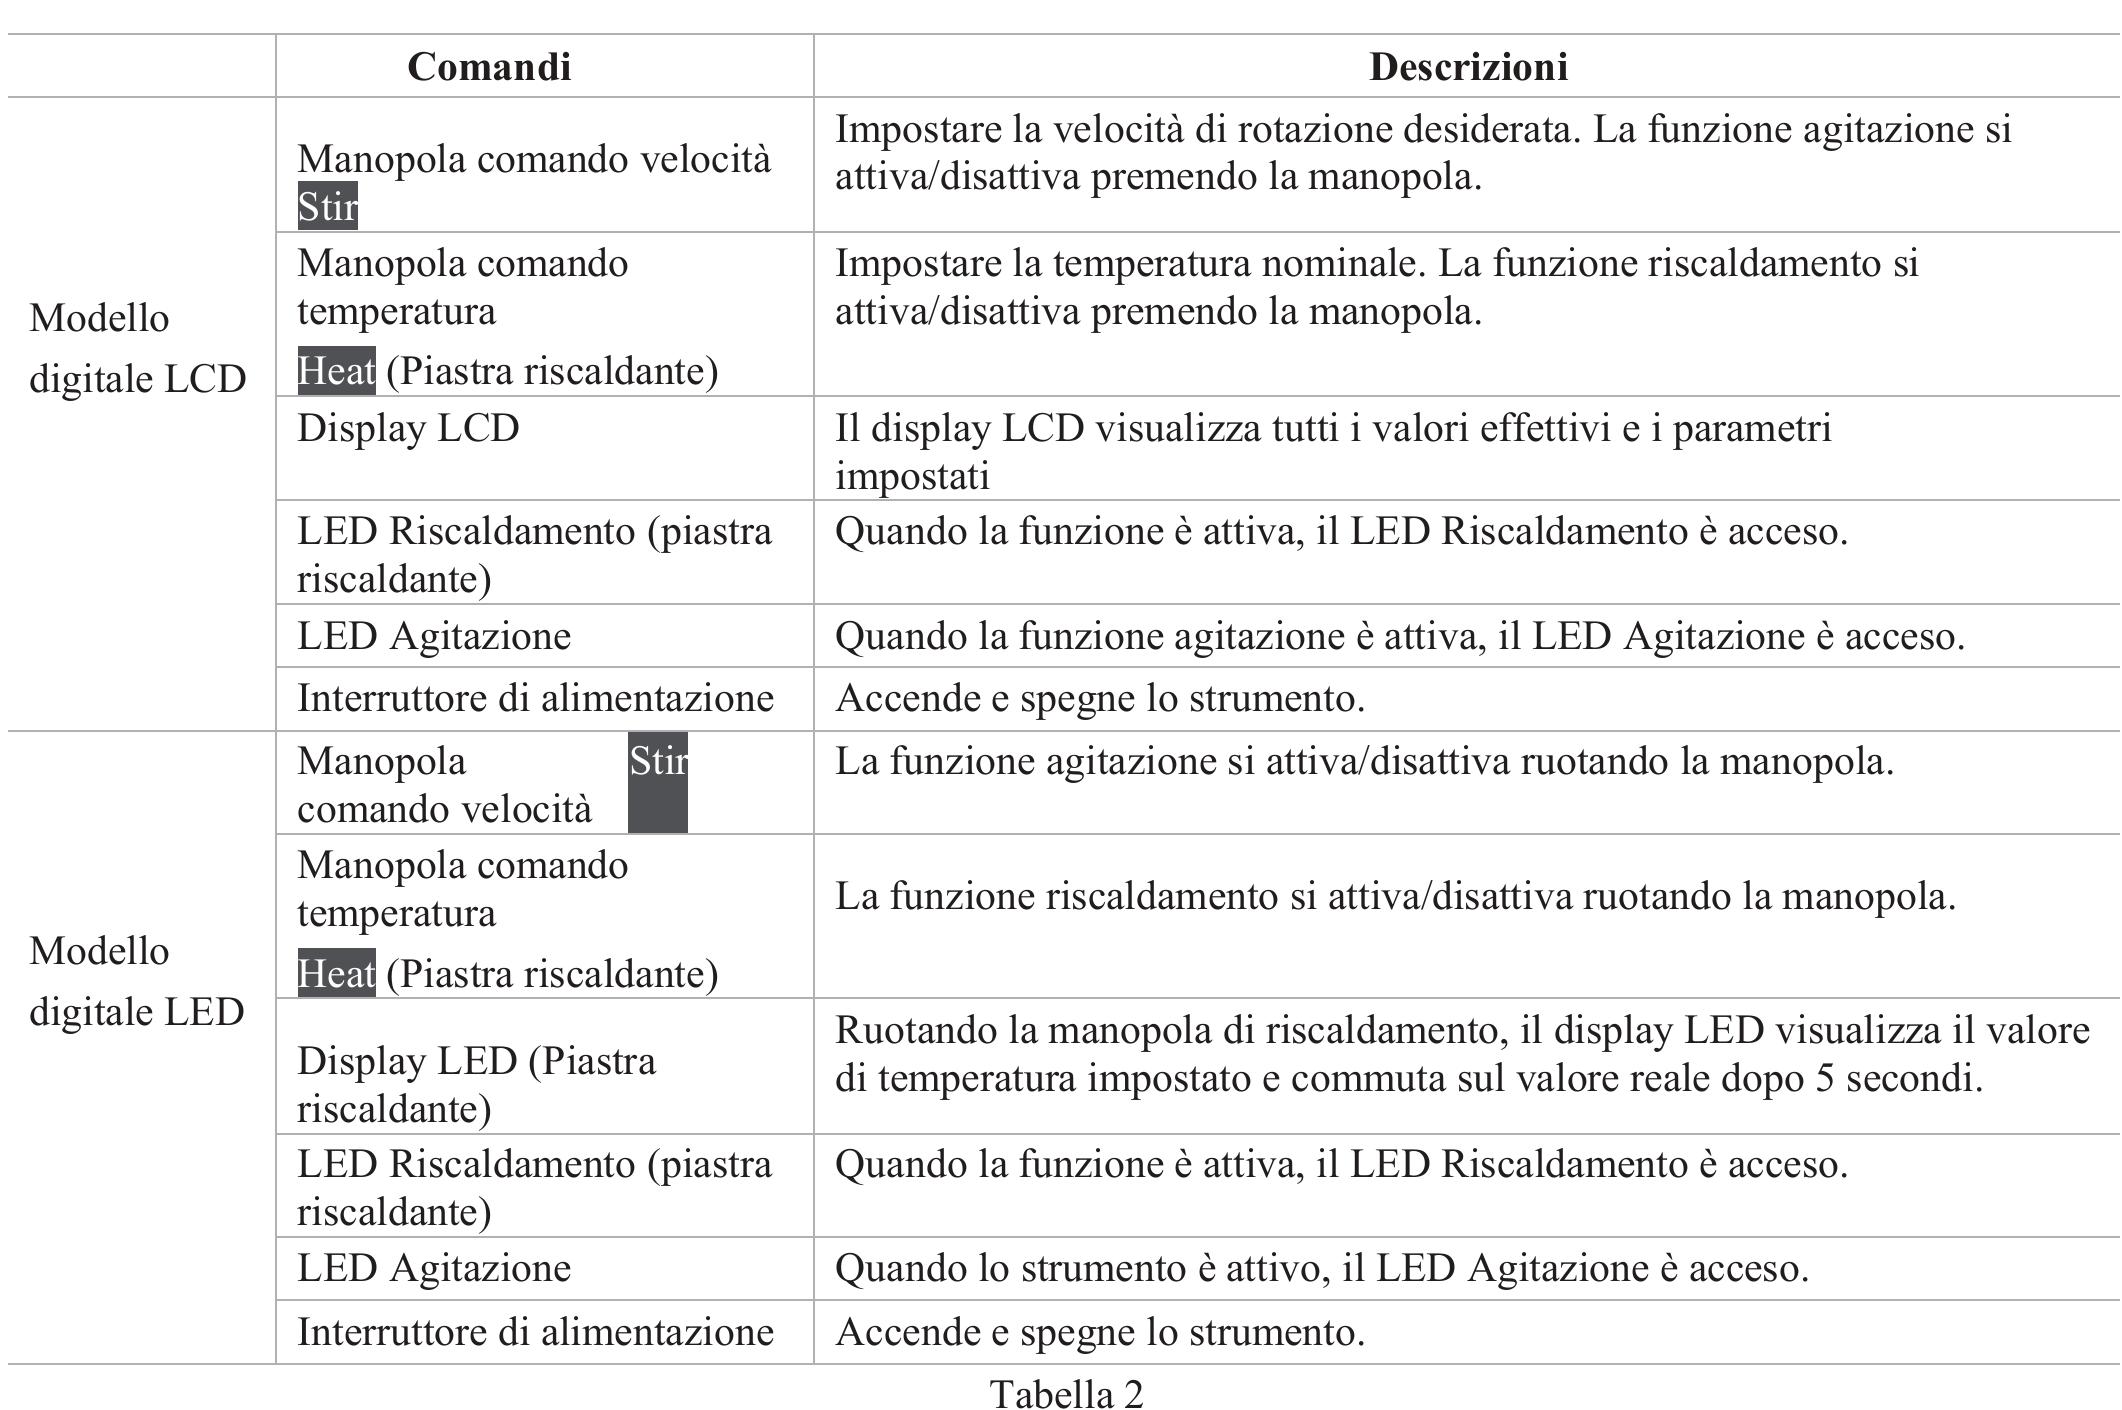 Comandi
Descrizioni
Modello
digitale LCD
Manopola comando velocità
Stir
Impostare la velocità di rotazione desiderata. La funzione agitazione si
attiva/disattiva premendo la manopola.
Manopola comando
temperatura
Heat (Piastra riscaldante)
Impostare la temperatura nominale. La funzione riscaldamento si
attiva/disattiva premendo la manopola.
Display LCD
Il display LCD visualizza tutti i valori effettivi e i parametri
impostati
LED Riscaldamento (piastra
riscaldante)
Quando la funzione è attiva, il LED Riscaldamento è acceso.
LED Agitazione
Quando la funzione agitazione è attiva, il LED Agitazione è acceso.
Interruttore di alimentazione
Accende e spegne lo strumento.
Modello
digitale LED
Manopola Stir
comando velocità
La funzione agitazione si attiva/disattiva ruotando la manopola.
Manopola comando
temperatura
Heat (Piastra riscaldante)
La funzione riscaldamento si attiva/disattiva ruotando la manopola.
Display LED (Piastra
riscaldante)
Ruotando la manopola di riscaldamento, il display LED visualizza il valore
di temperatura impostato e commuta sul valore reale dopo 5 secondi.
LED Riscaldamento (piastra
riscaldante)
Quando la funzione è attiva, il LED Riscaldamento è acceso.
LED Agitazione
Quando lo strumento è attivo, il LED Agitazione è acceso.
Interruttore di alimentazione
Accende e spegne lo strumento.
Tabella 2